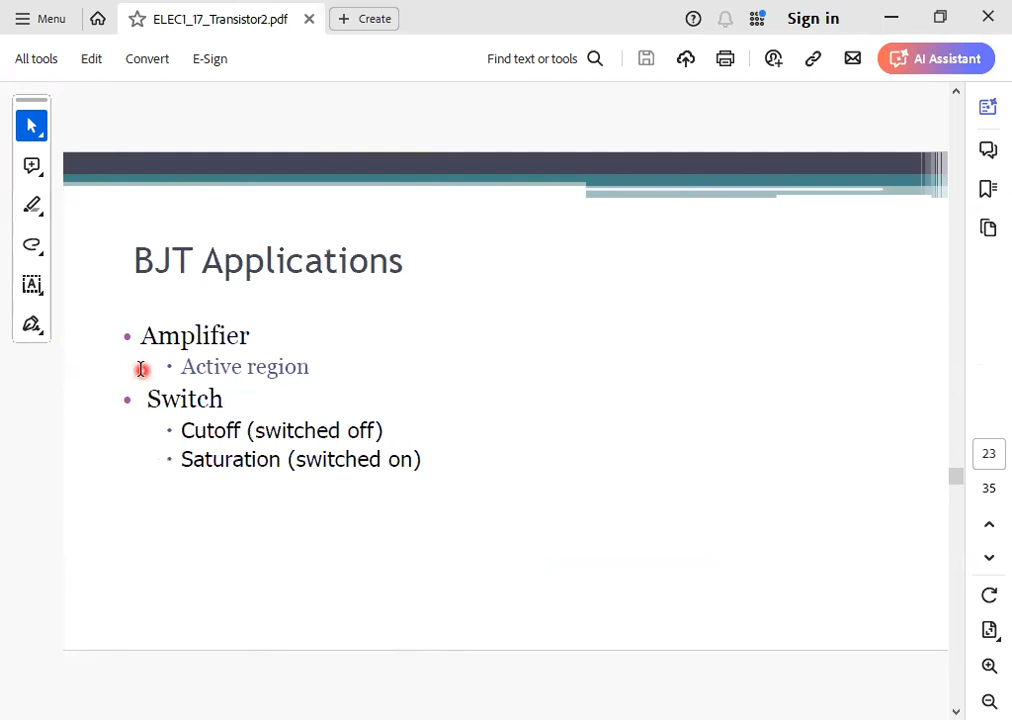 Menu
ELEC1_17_Transistor2.pdf
Create
Sign in
All tools
Edit
Convert
E-Sign
Find text or tools
AI Assistant
BJT Applications
• Amplifier
• Active region
• Switch
• Cutoff (switched off)
• Saturation (switched on)
23
35